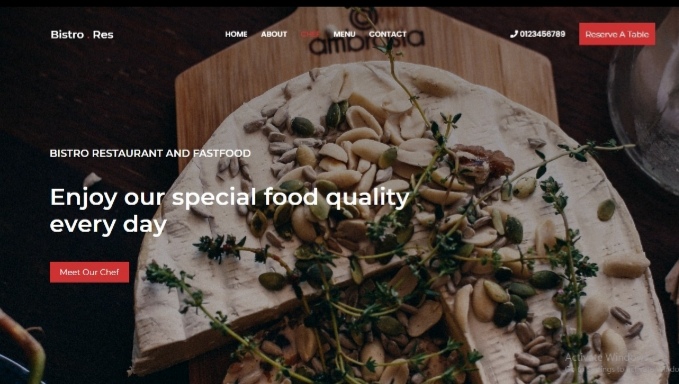 Bistro . Res
HOME ABOUT CHEF MENU CONTACT
0123456789
Reserve A Table
ambrosia
BISTRO RESTAURANT AND FASTFOOD
Enjoy our special food quality
every day
Meet Our Chef
Activate Windows